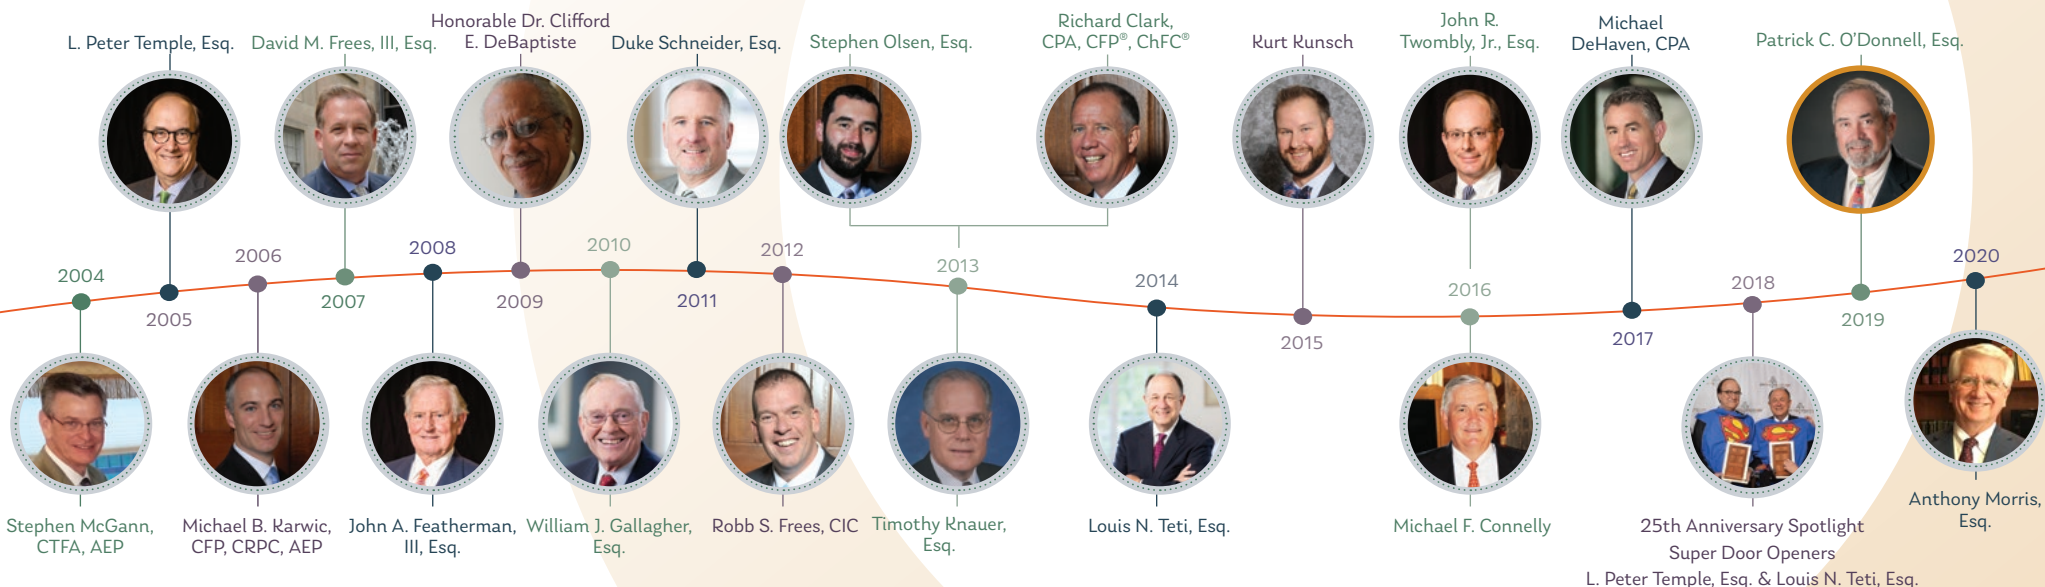 L. Peter Temple, Esq.
David M. Frees, III, Esq.
Honorable Dr. Clifford
E. DeBaptiste
Duke Schneider, Esq.
Stephen Olsen, Esq.
Richard Clark,
CPA, CFP®, ChFC®
Kurt Kunsch
John R.
Twombly, Jr., Esq.
Michael
DeHaven, CPA
Patrick C. O’Donnell, Esq.
2004
2005
2006
2007
2008
2009
2010
2011
2012
2013
2014
2015
2016
2017
2018
2019
2020
Stephen McGann,
CTFA, AEP
Michael B. Karwic,
CFP, CRPC, AEP
John A. Featherman,
III, Esq.
William J. Gallagher,
Esq.
Robb S. Frees, CIC
Timothy Knauer,
Esq.
Louis N. Teti, Esq.
Michael F. Connelly
25th Anniversary Spotlight
Super Door Openers
L. Peter Temple, Esq. & Louis N. Teti, Esq.
Anthony Morris,
Esq.